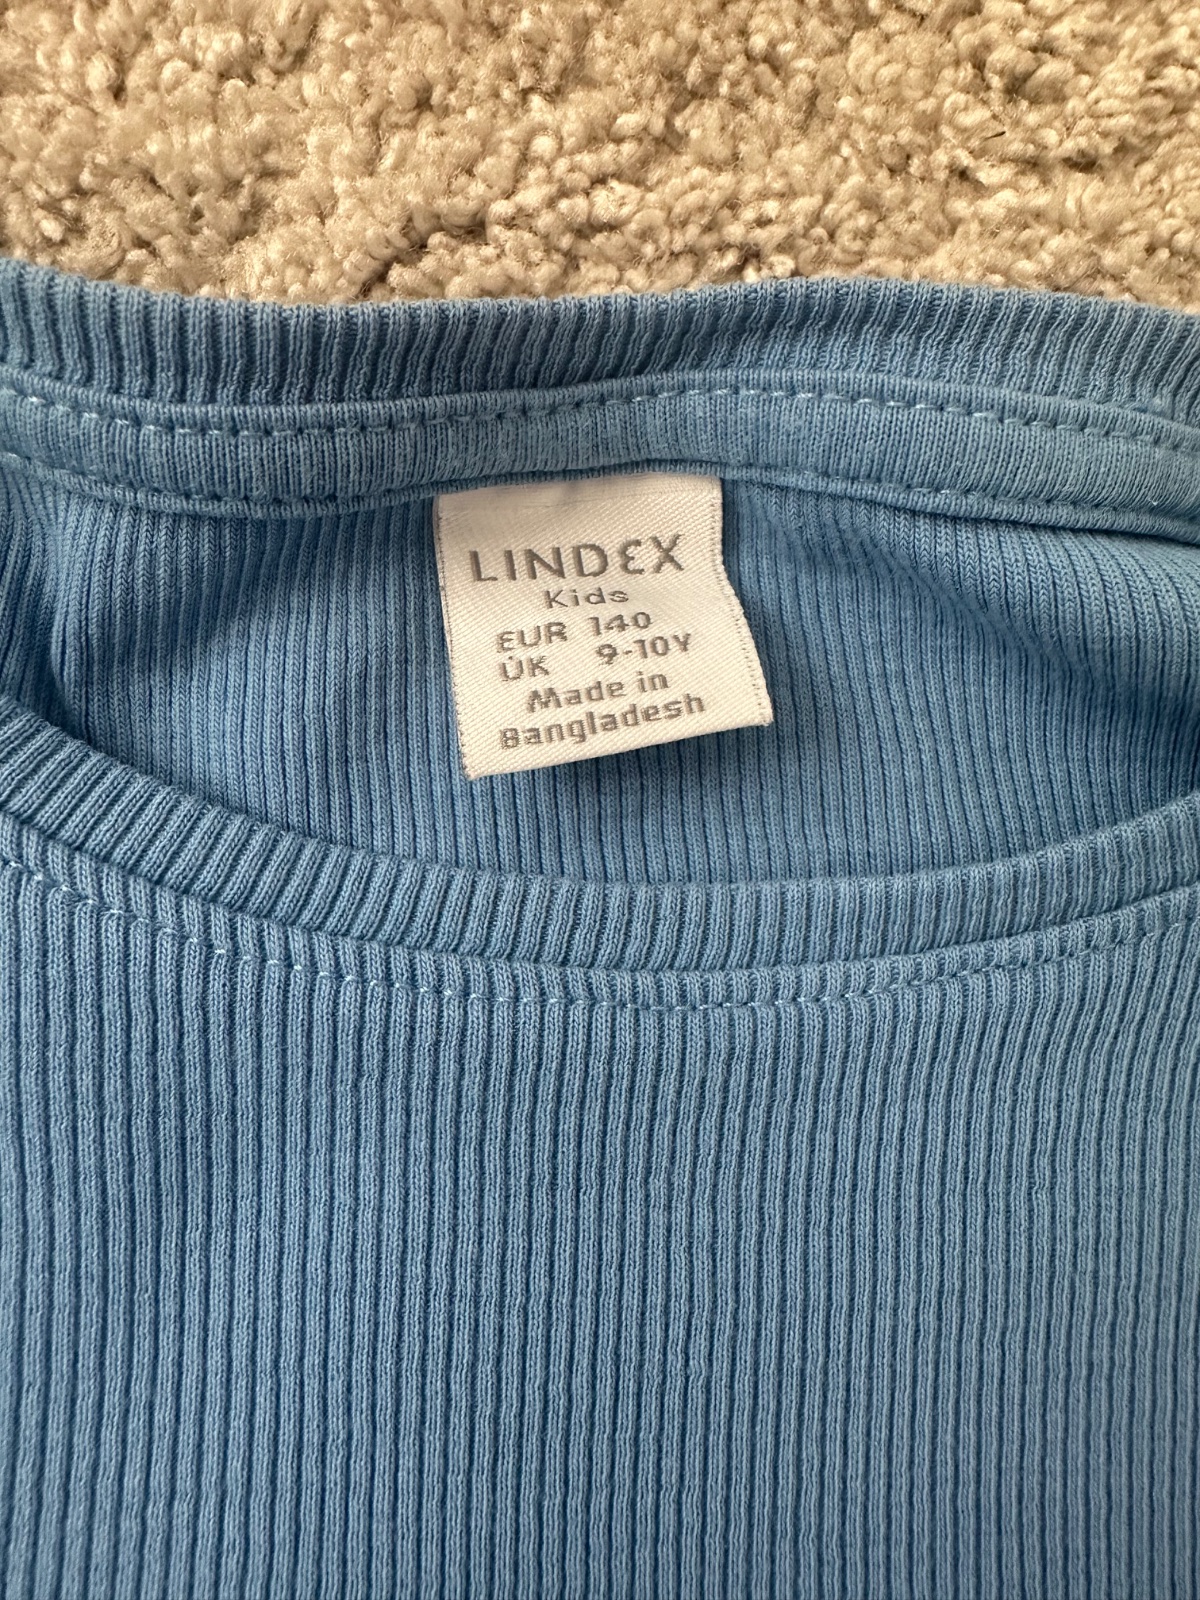 LINDEX
Kids
EUR 140
UK 9-10Y
Made in
Bangladesh